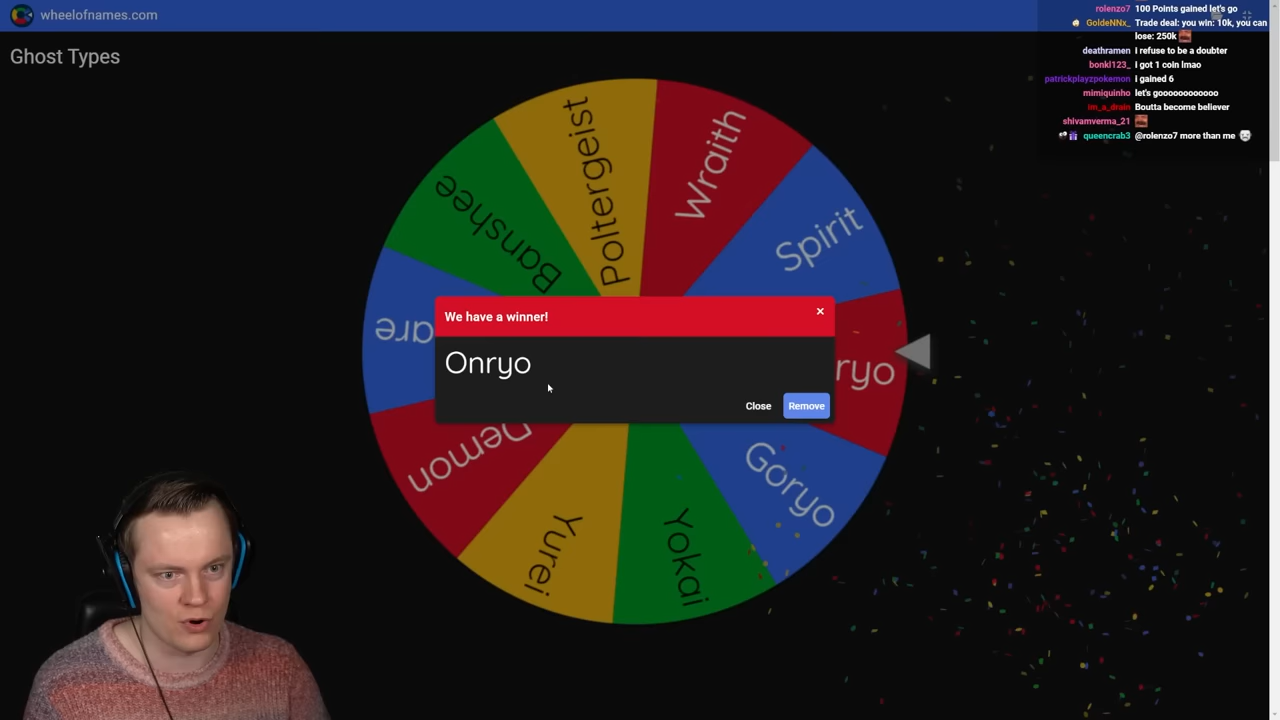 wheelofnames.com
Ghost Types
rolenzo7 100 Points gained let's go
GoldeNNx_ Trade deal: you win: 10k, you can
lose: 250k
deathramen i refuse to be a doubter
bonkl123_ i got 1 coin lmao
patrickplayzpokemon i gained 6
mimiquinho let's gooooooooooo
im_a_drain Boutta become believer
shivamverma_21
queencrab3 @rolenzo7 more than me
Poltergeist
Wraith
Spirit
ryo
Goryo
Yokai
Yurei
Demon
are
Banshee
We have a winner!
×
Onryo
Close
Remove